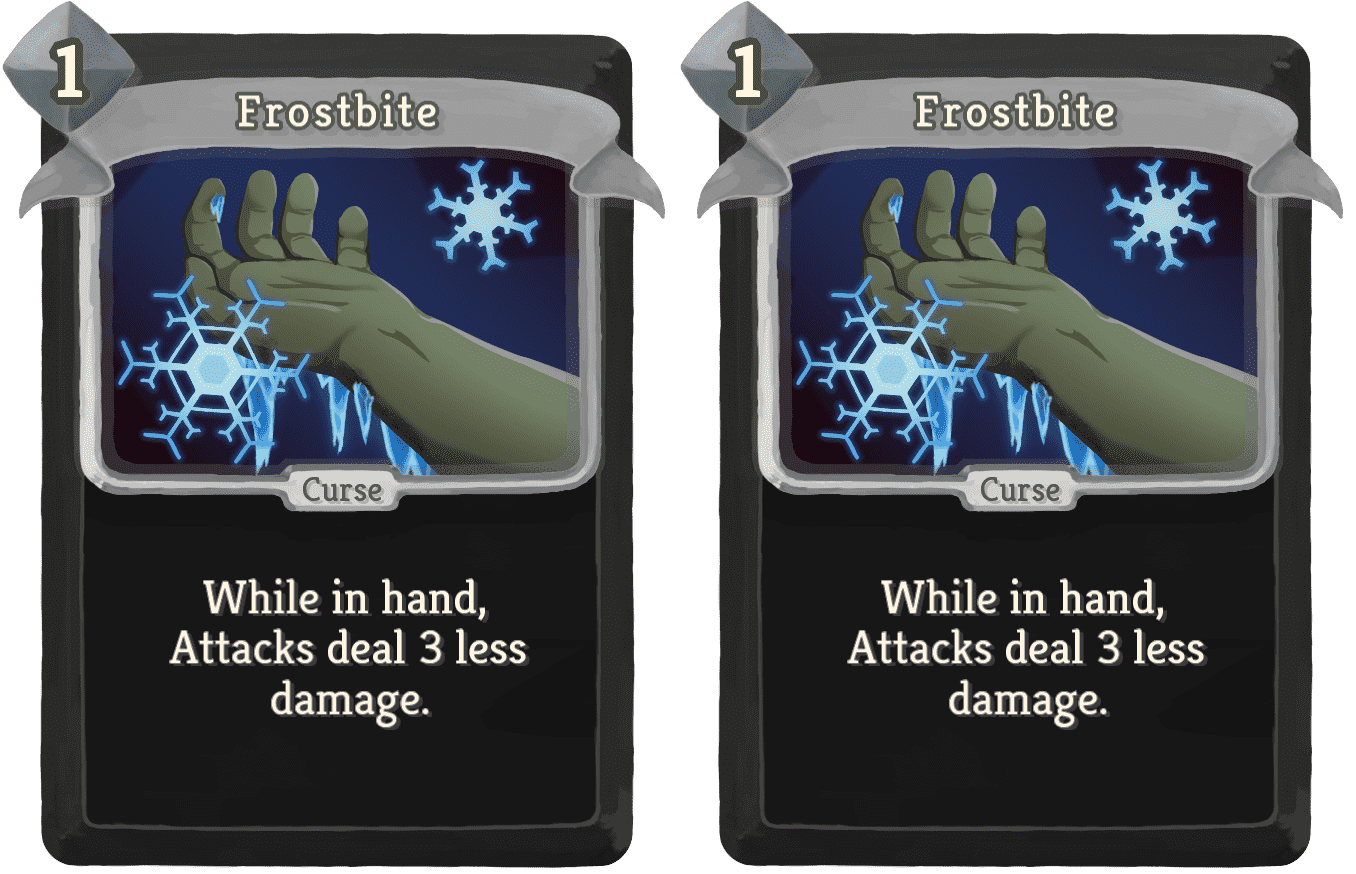 1
Frostbite
Curse
While in hand,
Attacks deal 3 less
damage.
1
Frostbite
Curse
While in hand,
Attacks deal 3 less
damage.